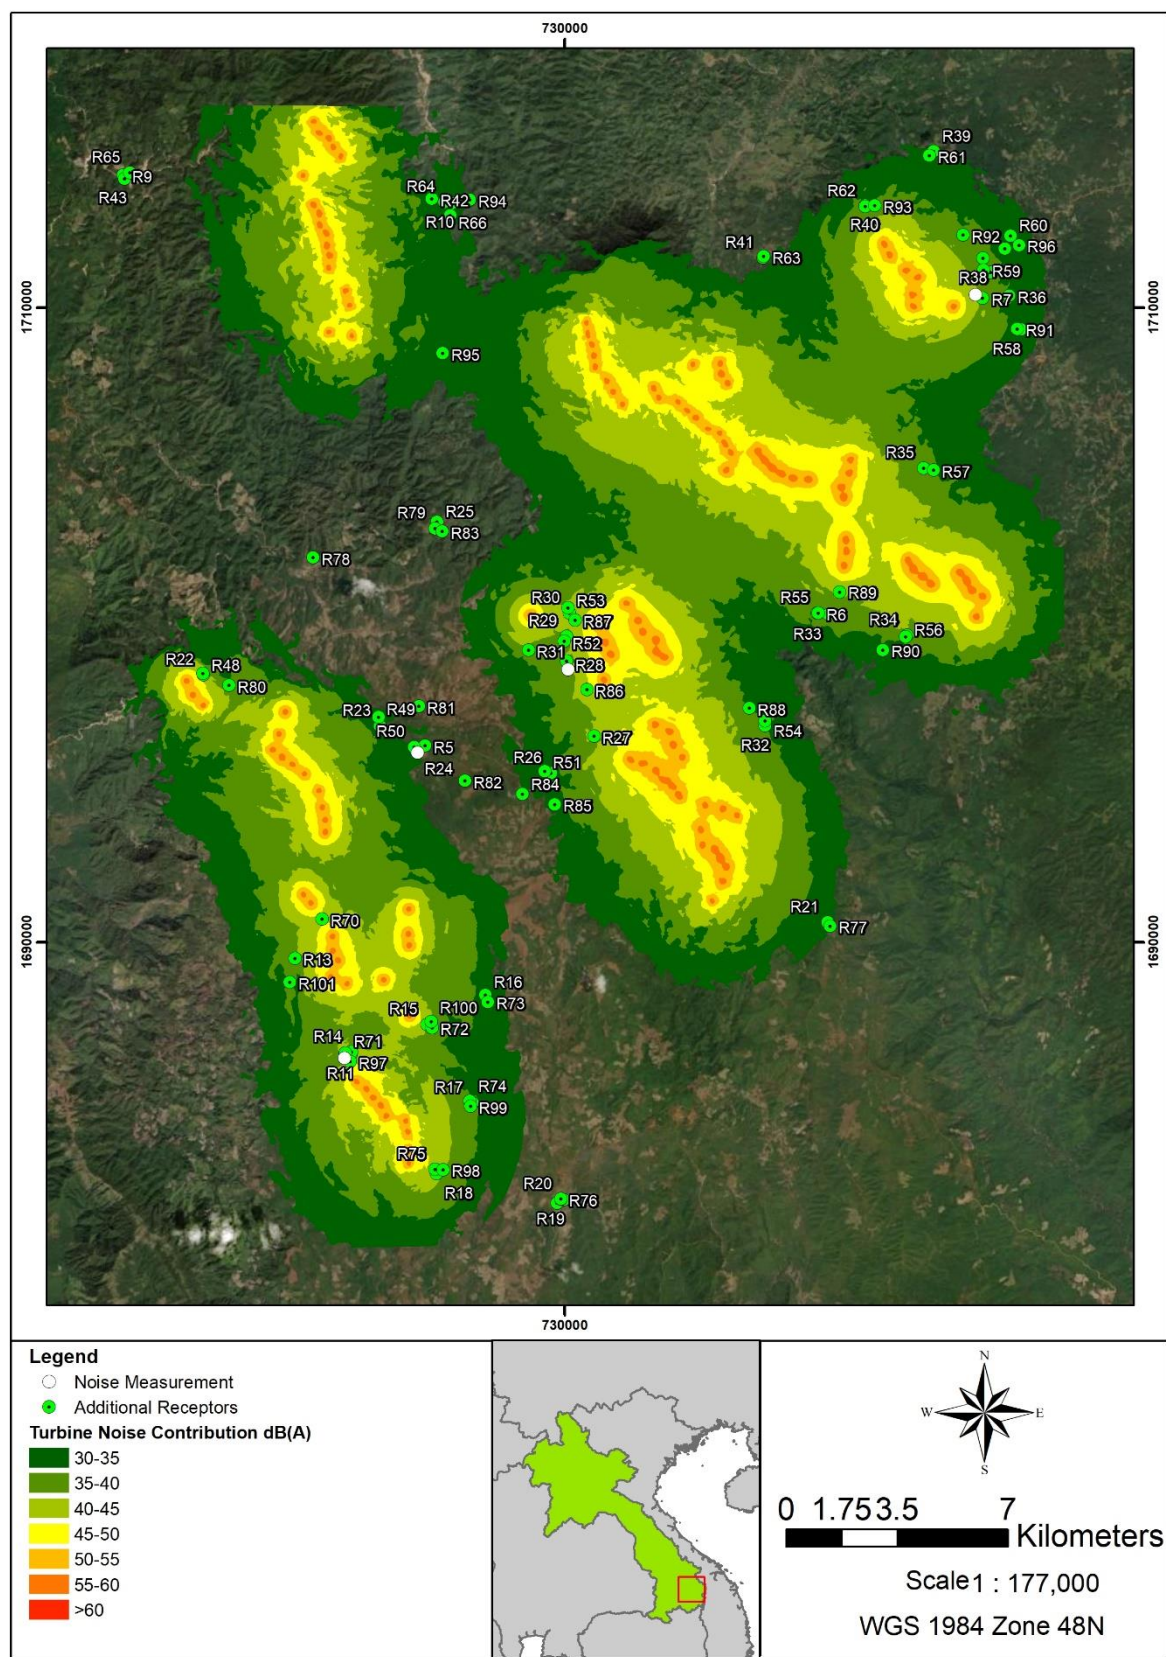 730000
R39
R61
R65
R9
R43
R64
R42
R94
R10
R66
R62
R93
R40
R60
R92
R96
R41
R63
R59
R38
R7
R36
1710000
1710000
R91
R58
R95
R35
R57
R79
R25
R83
R78
R30
R53
R89
R55
R6
R29
R87
R33
R34
R56
R52
R31
R90
R28
R22
R48
R80
R86
R23
R49
R81
R88
R50
R5
R32
R54
R27
R24
R26
R51
R82
R84
R85
R70
R21
R77
1690000
1690000
R13
R101
R16
R73
R15
R100
R72
R14
R71
R11
R97
R17
R74
R99
R75
R98
R18
R20
R76
R19
730000
Legend
Noise Measurement
Additional Receptors
Turbine Noise Contribution dB(A)
30-35
35-40
40-45
45-50
50-55
55-60
>60
N
W
E
S
0 1.75 3.5 7
Kilometers
Scale 1 : 177,000
WGS 1984 Zone 48N